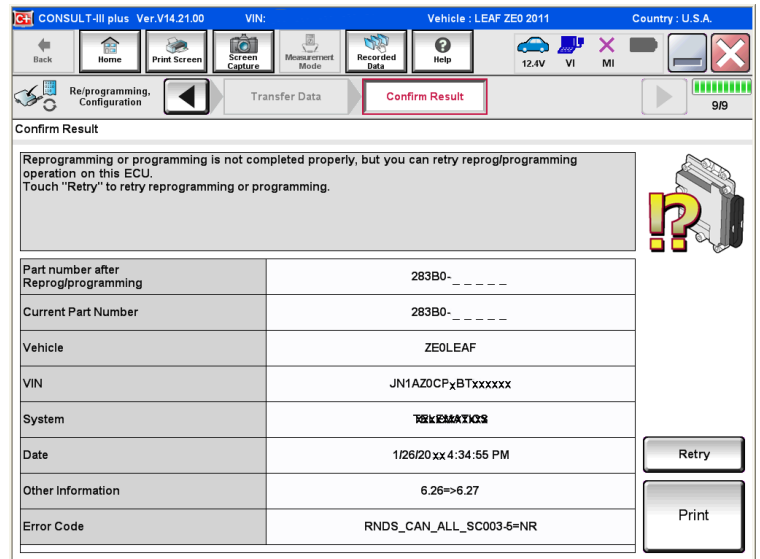 CONSULT-III plus Ver.V14.21.00 VIN: Vehicle : LEAF ZE0 2011 Country : U.S.A.
Back Home Print Screen Screen Capture Measurement Mode Recorded Data Help 12.4V VI MI
Re/programming, Configuration Transfer Data Confirm Result 9/9
Confirm Result
Reprogramming or programming is not completed properly, but you can retry reprog/programming
operation on this ECU.
Touch "Retry" to retry reprogramming or programming.
Part number after
Reprog/programming
283B0-_ _ _ _ _
Current Part Number 283B0-_ _ _ _ _
Vehicle ZE0LEAF
VIN JN1AZ0CPxBTxxxxxx
System
Date 1/26/20xx 4:34:55 PM
Retry
Other Information 6.26=>6.27
Print
Error Code RNDS_CAN_ALL_SC003-5=NR